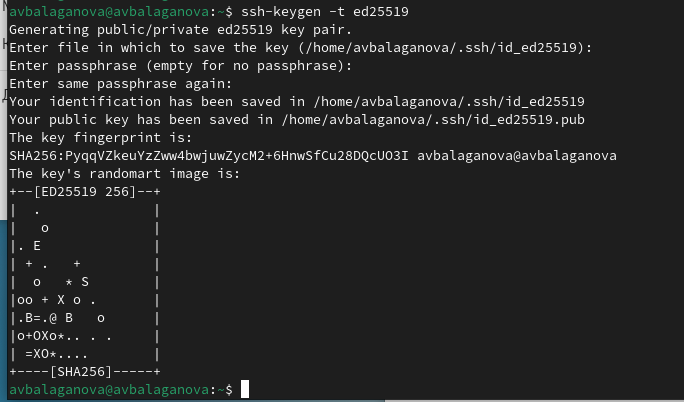 avbalaganova@avbalaganova:~$ ssh-keygen -t ed25519
Generating public/private ed25519 key pair.
Enter file in which to save the key (/home/avbalaganova/.ssh/id_ed25519):
Enter passphrase (empty for no passphrase):
Enter same passphrase again:
Your identification has been saved in /home/avbalaganova/.ssh/id_ed25519
Your public key has been saved in /home/avbalaganova/.ssh/id_ed25519.pub
The key fingerprint is:
SHA256:PyqqVZkeuYzZww4bwjuwZycM2+6HnwSfCu28DQcUO3I avbalaganova@avbalaganova
The key's randomart image is:
+--[ED25519 256]--+
|  .              |
|   o             |
|. E              |
| + .   +         |
|  o   * S        |
|oo + X o .       |
|.B=.@ B   o      |
|o+OXo*.. . .     |
| =XO*....        |
+----[SHA256]-----+
avbalaganova@avbalaganova:~$